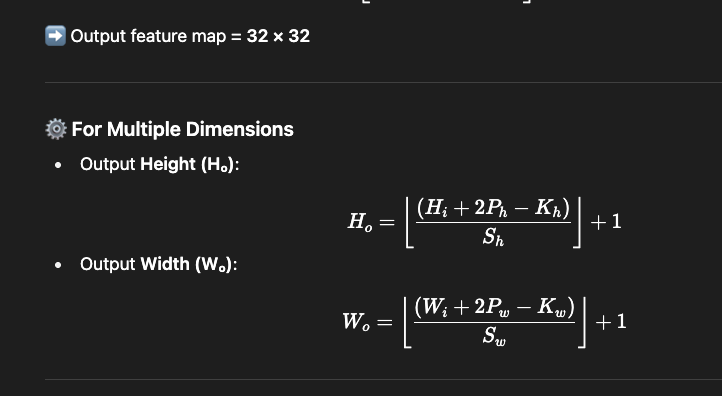 ➡️ Output feature map = 32 × 32
⚙️ For Multiple Dimensions
• Output Height (Hₒ):
Hₒ = ⌊(Hᵢ + 2Pₕ − Kₕ) / Sₕ⌋ + 1
• Output Width (Wₒ):
Wₒ = ⌊(Wᵢ + 2P_w − K_w) / S_w⌋ + 1